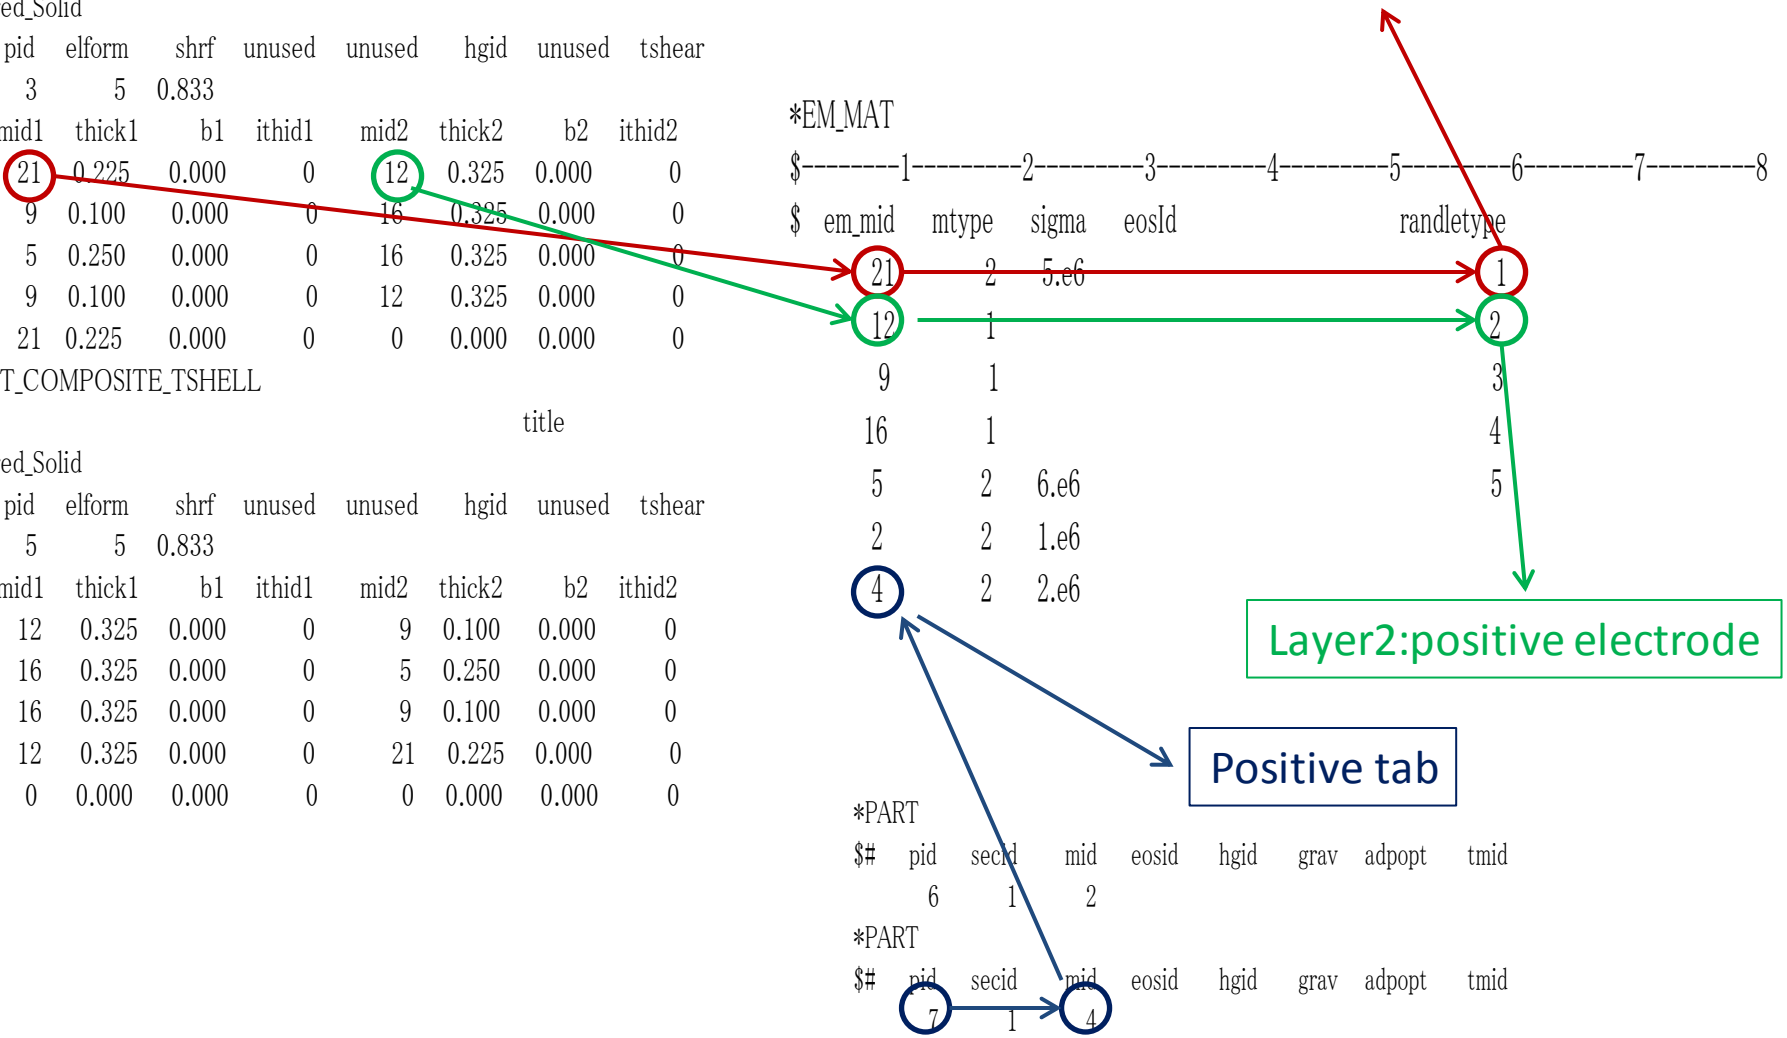 red_Solid
pid elform shrf unused unused hgid unused tshear
3 5 0.833
mid1 thick1 b1 ithid1 mid2 thick2 b2 ithid2
21 0.225 0.000 0 12 0.325 0.000 0
9 0.100 0.000 0 16 0.325 0.000 0
5 0.250 0.000 0 16 0.325 0.000 0
9 0.100 0.000 0 12 0.325 0.000 0
21 0.225 0.000 0 0 0.000 0.000 0
T_COMPOSITE_TSHELL
title
red_Solid
pid elform shrf unused unused hgid unused tshear
5 5 0.833
mid1 thick1 b1 ithid1 mid2 thick2 b2 ithid2
12 0.325 0.000 0 9 0.100 0.000 0
16 0.325 0.000 0 5 0.250 0.000 0
16 0.325 0.000 0 9 0.100 0.000 0
12 0.325 0.000 0 21 0.225 0.000 0
0 0.000 0.000 0 0 0.000 0.000 0
*EM_MAT
$---------1---------2---------3---------4---------5---------6---------7---------8
$ em_mid mtype sigma eosId randletype
21 2 5.e6 1
12 1 2
9 1 3
16 1 4
5 2 6.e6 5
2 2 1.e6
4 2 2.e6
Layer2:positive electrode
Positive tab
*PART
$# pid secid mid eosid hgid grav adpopt tmid
6 1 2
*PART
$# pid secid mid eosid hgid grav adpopt tmid
7 1 4